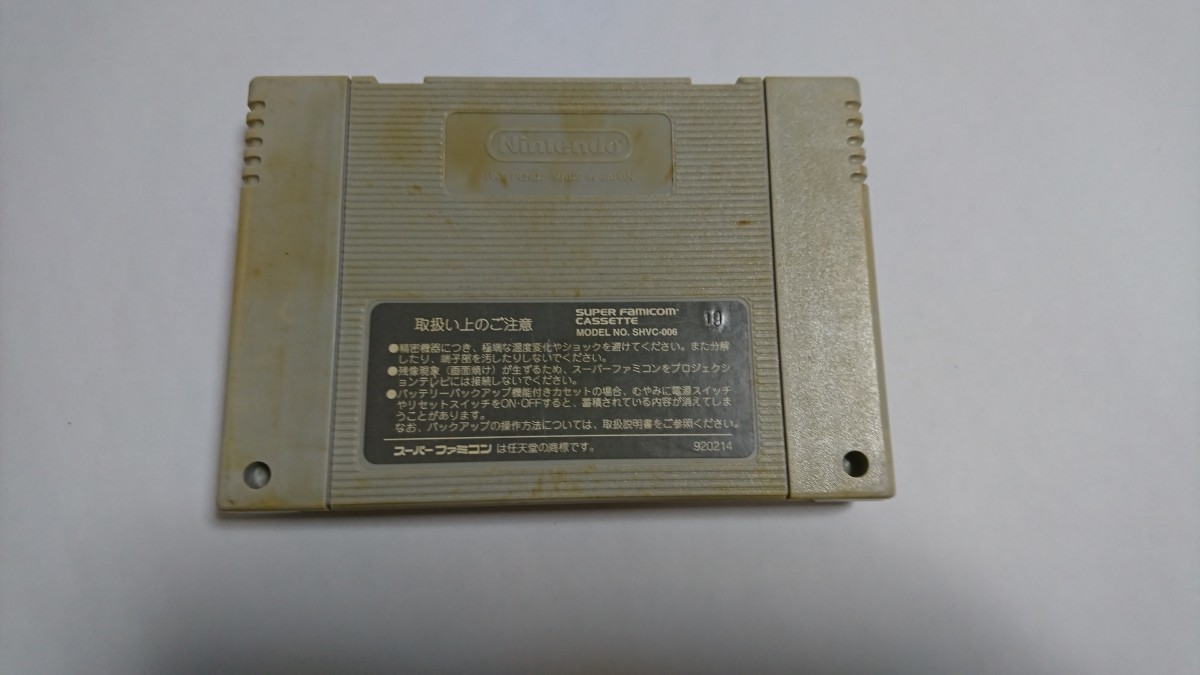 Nintendo
取扱い上のご注意
SUPER FAMICOM
CASSETTE
MODEL NO. SHVC-006
19
●精密機器につき、極端な温度変化やショックを避けてください。また分解
したり、端子部を汚したりしないでください。
●残像現象（画面焼け）が生ずるため、スーパーファミコンをプロジェクシ
ョンテレビには接続しないでください。
●バッテリーバックアップ機能付きカセットの場合、むやみに電源スイッチ
やリセットスイッチをON・OFFすると、蓄積されている内容が消えてしま
うことがあります。
なお、バックアップの操作方法については、取扱説明書をご参照ください。
スーパーファミコン は任天堂の商標です。
920214